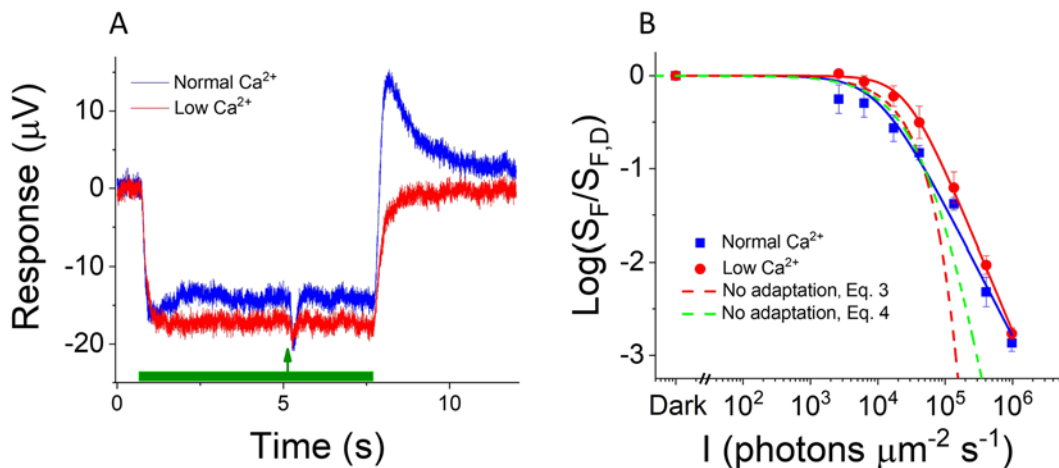 A
Normal Ca²⁺
Low Ca²⁺
Response (μV)
10
0
-10
-20
0
5
10
Time (s)
B
Log(S_F/S_F,D)
0
-1
-2
-3
Normal Ca²⁺
Low Ca²⁺
No adaptation, Eq. 3
No adaptation, Eq. 4
Dark 10² 10³ 10⁴ 10⁵ 10⁶
I (photons μm⁻² s⁻¹)